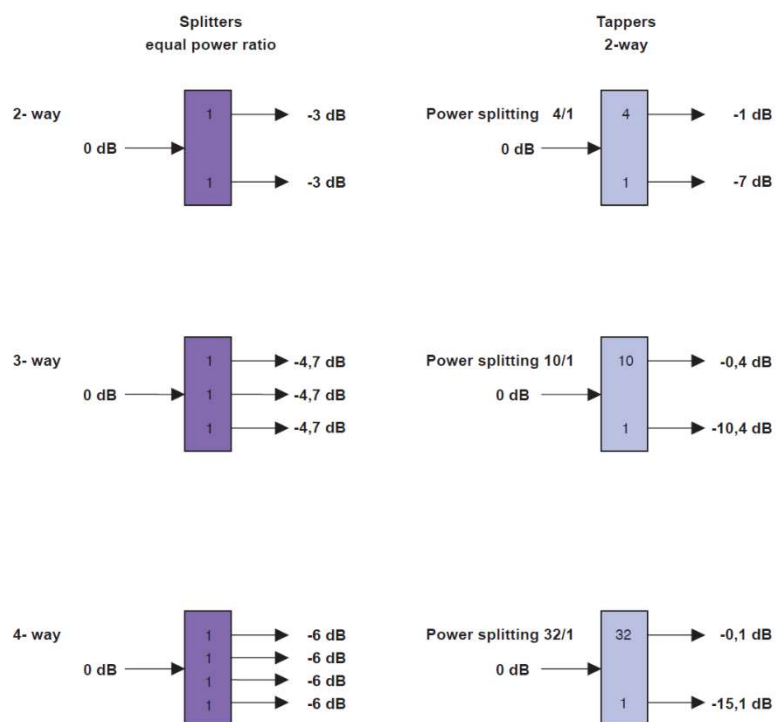 Splitters
equal power ratio
Tappers
2-way
2- way
0 dB
1
1
-3 dB
-3 dB
Power splitting 4/1
0 dB
4
1
-1 dB
-7 dB
3- way
0 dB
1
1
1
-4,7 dB
-4,7 dB
-4,7 dB
Power splitting 10/1
0 dB
10
1
-0,4 dB
-10,4 dB
4- way
0 dB
1
1
1
1
-6 dB
-6 dB
-6 dB
-6 dB
Power splitting 32/1
0 dB
32
1
-0,1 dB
-15,1 dB